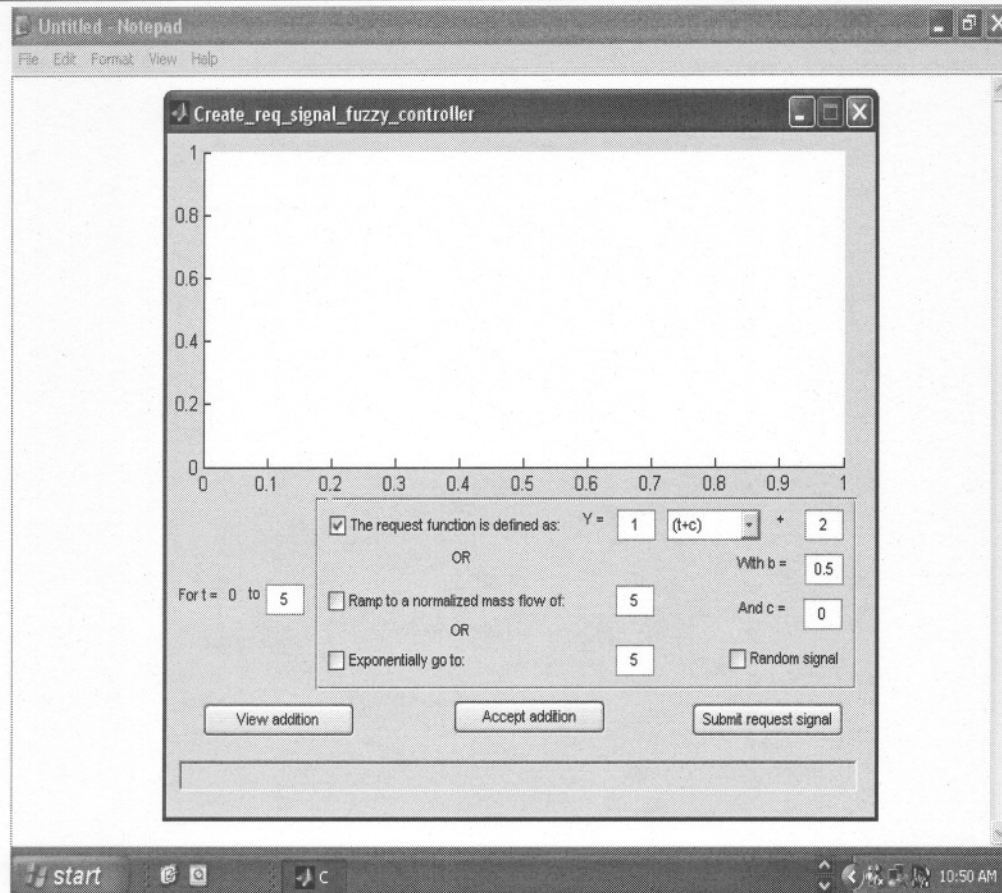 Untitled - Notepad
File Edit Format View Help
Create_req_signal_fuzzy_controller
1
0.8
0.6
0.4
0.2
0
0 0.1 0.2 0.3 0.4 0.5 0.6 0.7 0.8 0.9 1
The request function is defined as: Y = 1 (t+c) + 2
OR
With b = 0.5
For t = 0 to 5
Ramp to a normalized mass flow of: 5
And c = 0
OR
Exponentially go to: 5
Random signal
View addition
Accept addition
Submit request signal
start
C
10:50 AM